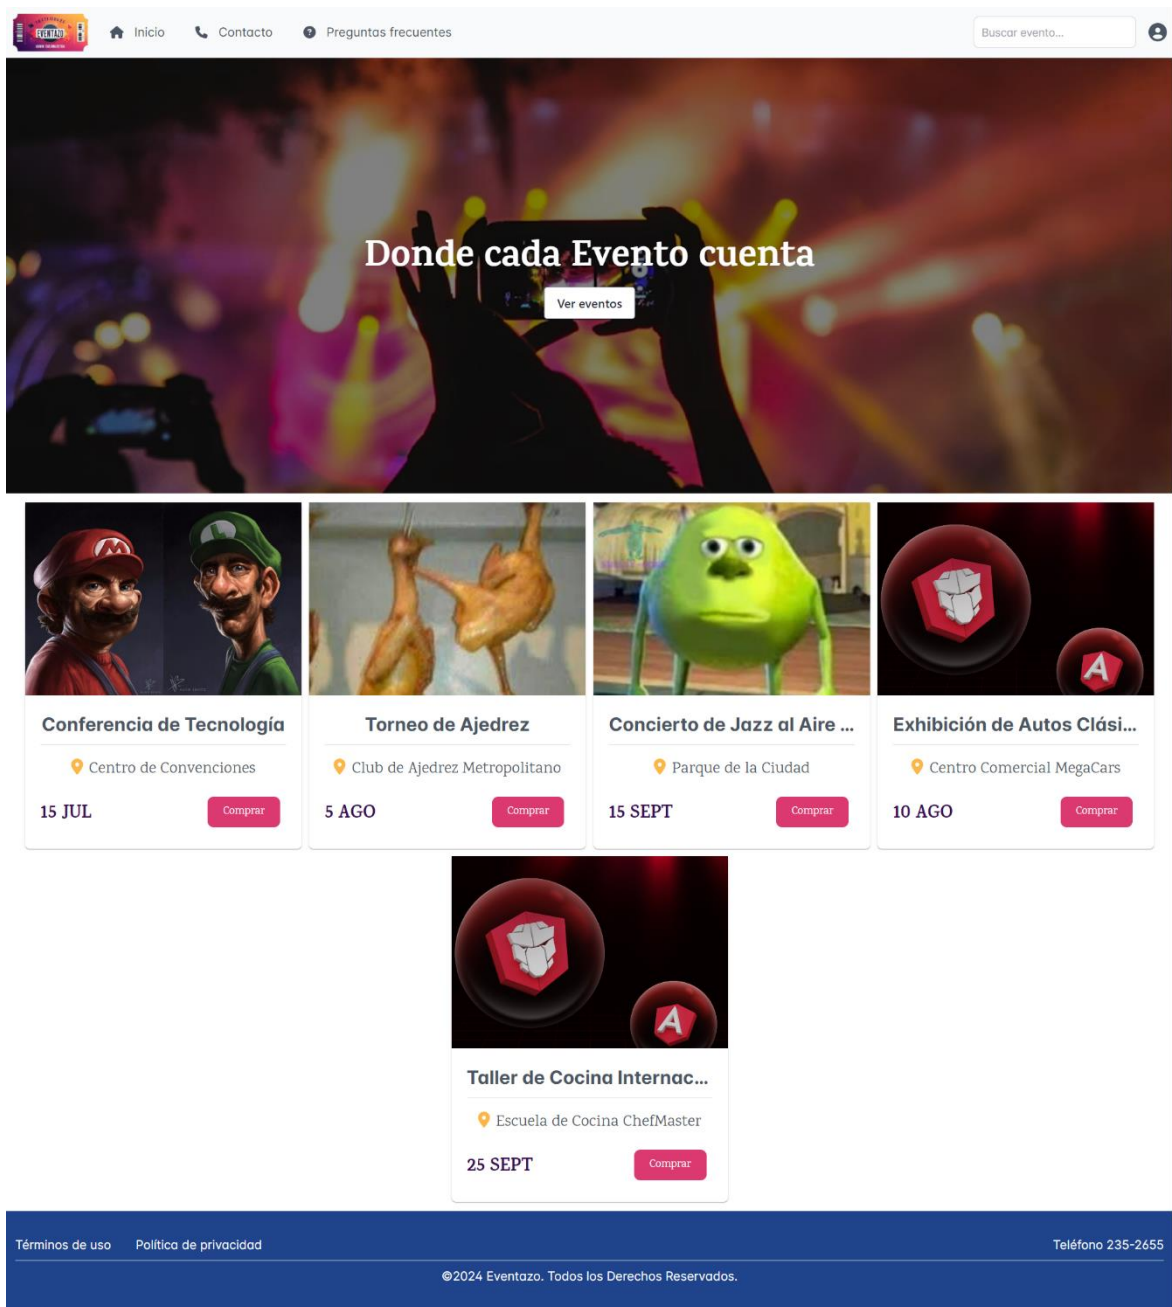 EVENTAZO
Inicio
Contacto
Preguntas frecuentes
Buscar evento...
Donde cada Evento cuenta
Ver eventos
M
L
A
Conferencia de Tecnología
Centro de Convenciones
15 JUL
Comprar
Torneo de Ajedrez
Club de Ajedrez Metropolitano
5 AGO
Comprar
Concierto de Jazz al Aire ...
Parque de la Ciudad
15 SEPT
Comprar
Exhibición de Autos Clási...
Centro Comercial MegaCars
10 AGO
Comprar
A
Taller de Cocina Internac...
Escuela de Cocina ChefMaster
25 SEPT
Comprar
Términos de uso
Política de privacidad
Teléfono 235-2655
©2024 Eventazo. Todos los Derechos Reservados.